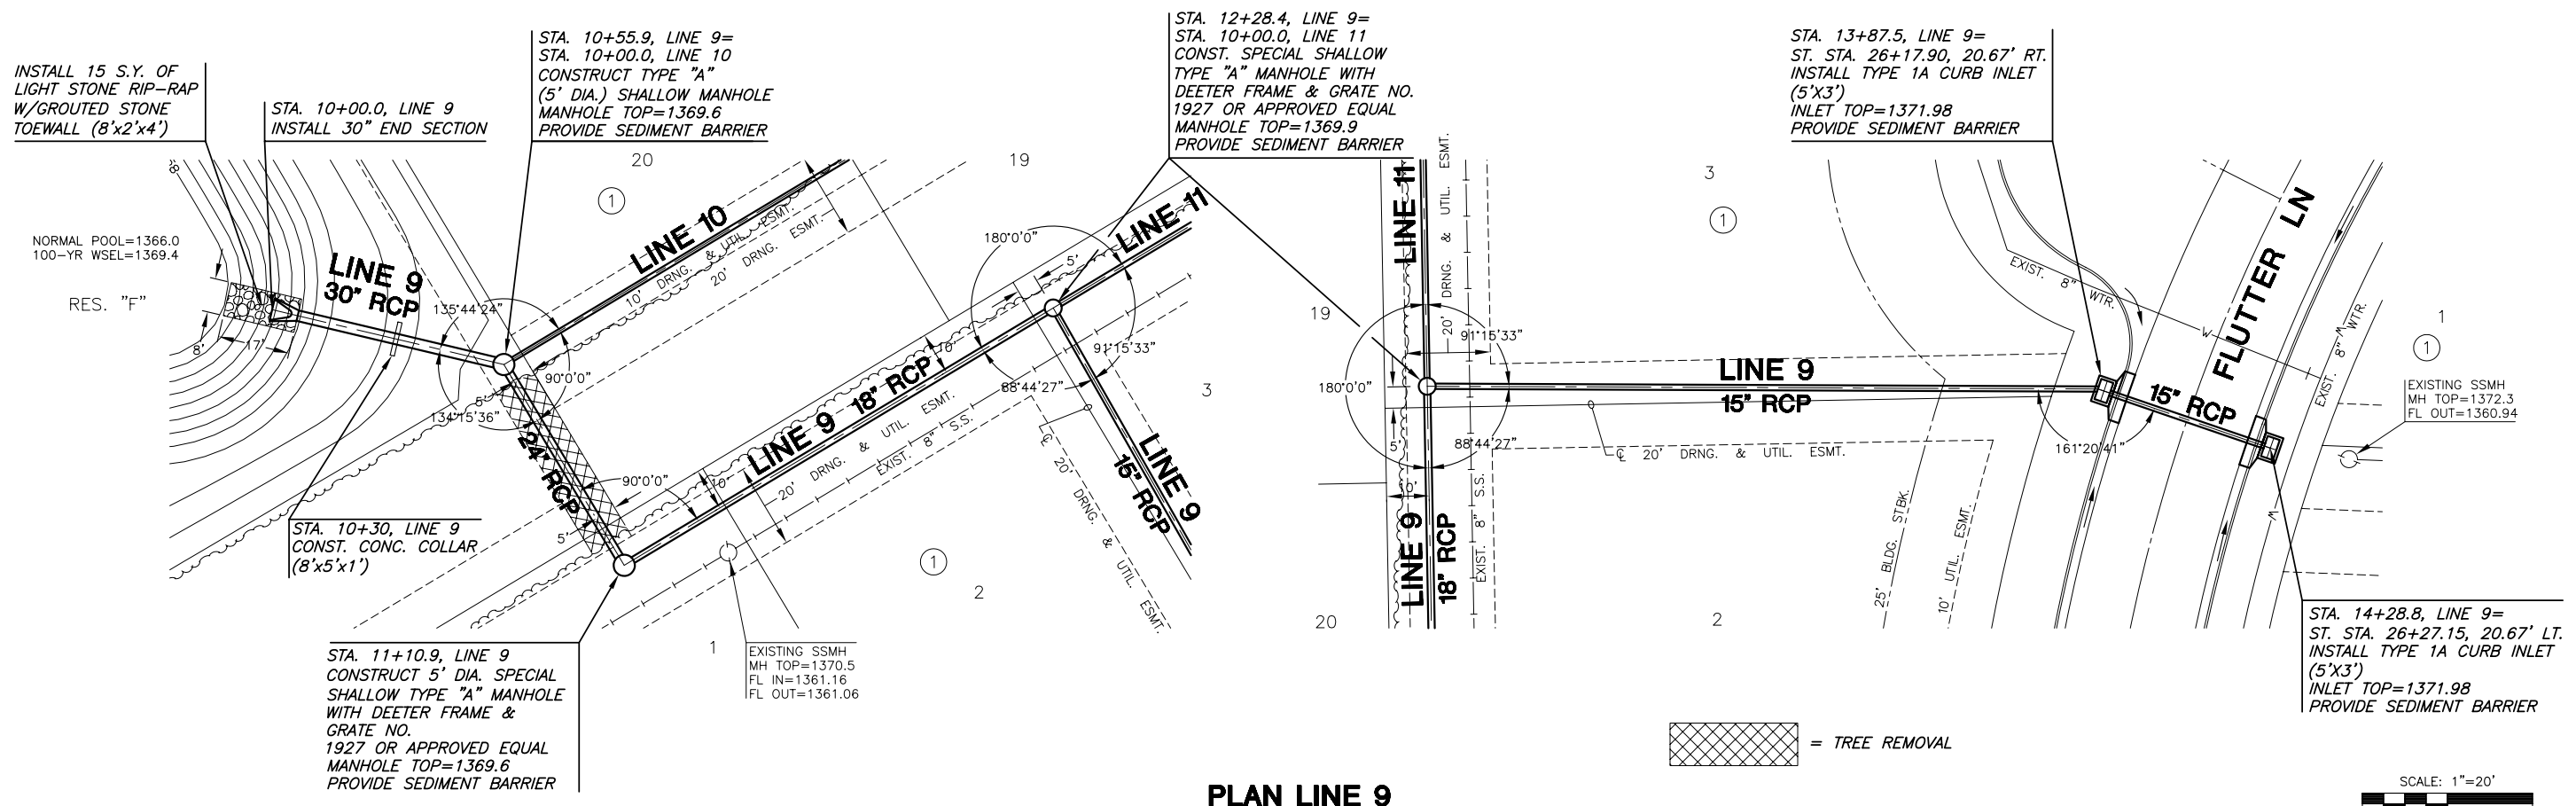 INSTALL 15 S.Y. OF
LIGHT STONE RIP-RAP
W/GROUTED STONE
TOEWALL (8'x2'x4')
STA. 10+00.0, LINE 9
INSTALL 30" END SECTION
STA. 10+55.9, LINE 9=
STA. 10+00.0, LINE 10
CONSTRUCT TYPE "A"
(5' DIA.) SHALLOW MANHOLE
MANHOLE TOP=1369.6
PROVIDE SEDIMENT BARRIER
STA. 12+28.4, LINE 9=
STA. 10+00.0, LINE 11
CONST. SPECIAL SHALLOW
TYPE "A" MANHOLE WITH
DEETER FRAME & GRATE NO.
1927 OR APPROVED EQUAL
MANHOLE TOP=1369.9
PROVIDE SEDIMENT BARRIER
STA. 13+87.5, LINE 9=
ST. STA. 26+17.90, 20.67' RT.
INSTALL TYPE 1A CURB INLET
(5'X3')
INLET TOP=1371.98
PROVIDE SEDIMENT BARRIER
NORMAL POOL=1366.0
100-YR WSEL=1369.4
RES. "F"
8'
17'
LINE 9
30" RCP
135°44'24"
134°15'36"
90°0'0"
5'
24" RCP
5'
90°0'0"
20
1
19
LINE 10
10' DRNG. & UTIL. ESMT.
20' DRNG. ESMT.
180°0'0"
LINE 11
5'
91°15'33"
88°44'27"
10'
LINE 9 18" RCP
10'
20' DRNG. & UTIL. ESMT.
EXIST. 8" S.S.
LINE 9
15" RCP
℄ 20' DRNG. & UTIL. ESMT.
3
1
2
1
STA. 10+30, LINE 9
CONST. CONC. COLLAR
(8'x5'x1')
STA. 11+10.9, LINE 9
CONSTRUCT 5' DIA. SPECIAL
SHALLOW TYPE "A" MANHOLE
WITH DEETER FRAME &
GRATE NO.
1927 OR APPROVED EQUAL
MANHOLE TOP=1369.6
PROVIDE SEDIMENT BARRIER
EXISTING SSMH
MH TOP=1370.5
FL IN=1361.16
FL OUT=1361.06
LINE 11
20' DRNG. & UTIL. ESMT.
19
3
1
91°15'33"
180°0'0"
88°44'27"
5'
10'
LINE 9
18" RCP
EXIST. 8" S.S.
20
LINE 9
15" RCP
℄ 20' DRNG. & UTIL. ESMT.
2
25' BLDG. STBK.
10' UTIL. ESMT.
EXIST. 8" WTR.
W
FLUTTER LN
15" RCP
161°20'41"
EXIST. 8" WTR.
W
W
1
1
EXISTING SSMH
MH TOP=1372.3
FL OUT=1360.94
STA. 14+28.8, LINE 9=
ST. STA. 26+27.15, 20.67' LT.
INSTALL TYPE 1A CURB INLET
(5'X3')
INLET TOP=1371.98
PROVIDE SEDIMENT BARRIER
= TREE REMOVAL
PLAN LINE 9
SCALE: 1"=20'